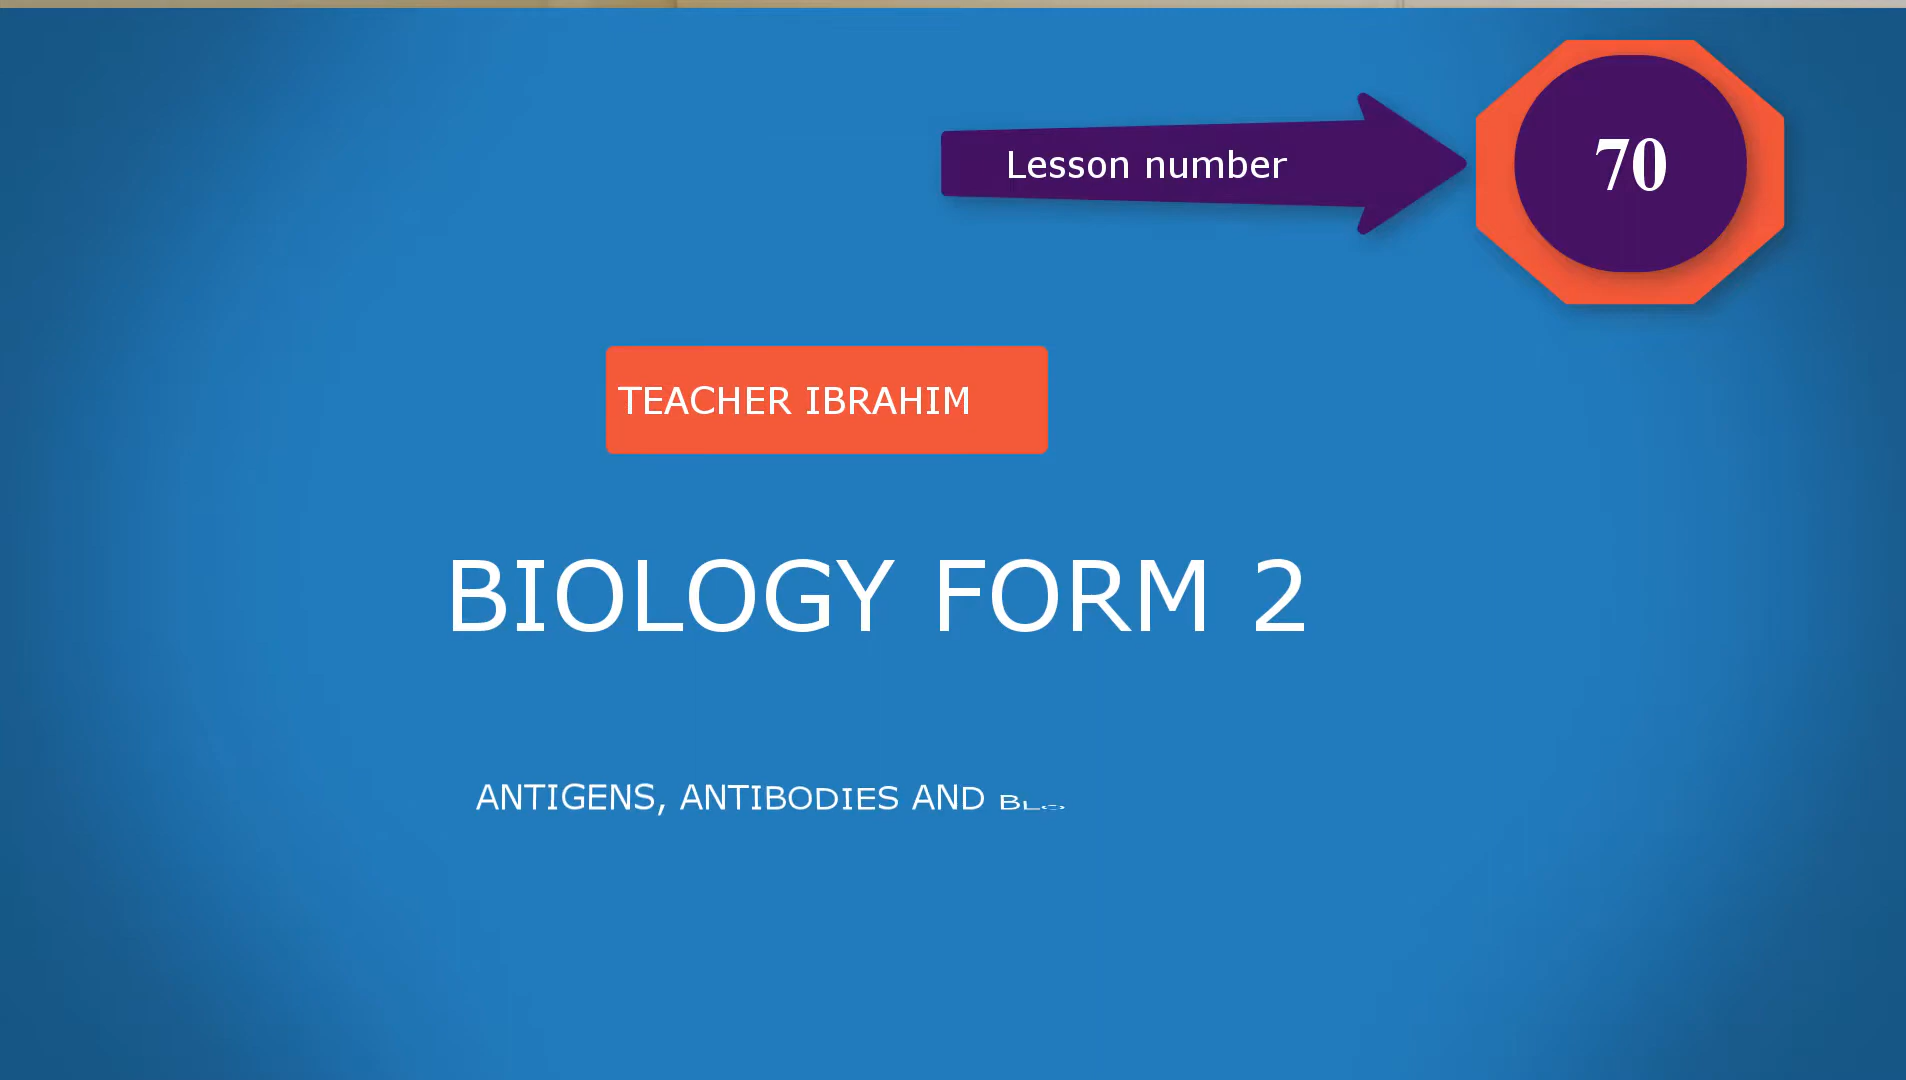 Lesson number
70
TEACHER IBRAHIM
BIOLOGY FORM 2
ANTIGENS, ANTIBODIES AND